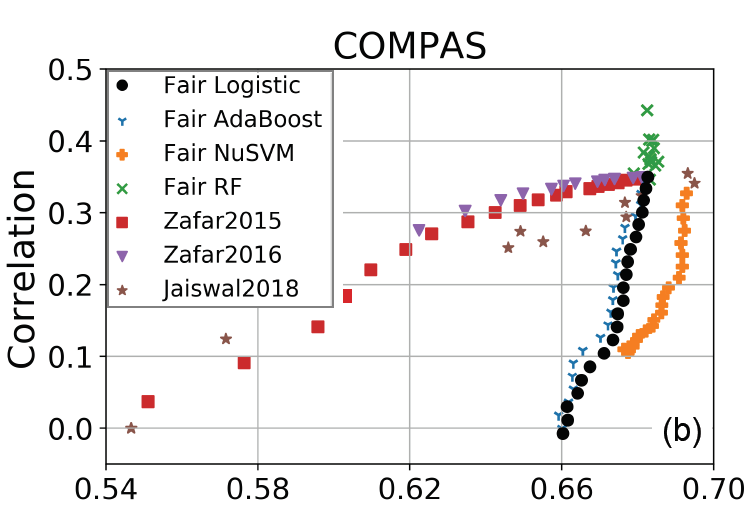 COMPAS
Correlation
0.5
0.4
0.3
0.2
0.1
0.0
Fair Logistic
Fair AdaBoost
Fair NuSVM
Fair RF
Zafar2015
Zafar2016
Jaiswal2018
(b)
0.54 0.58 0.62 0.66 0.70